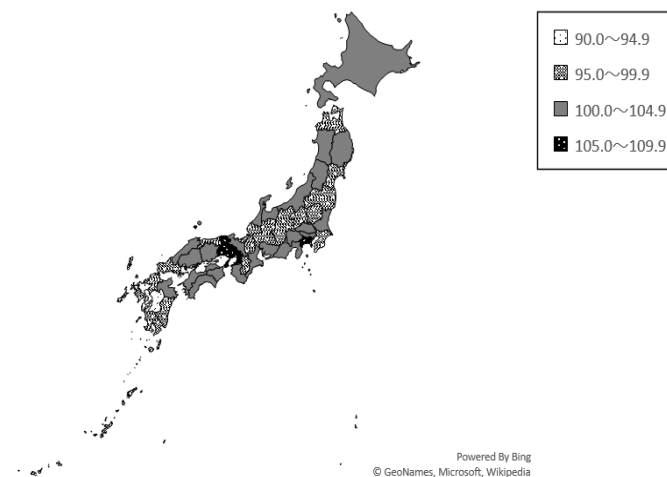 90.0～94.9
95.0～99.9
100.0～104.9
105.0～109.9
Powered By Bing
© GeoNames, Microsoft, Wikipedia